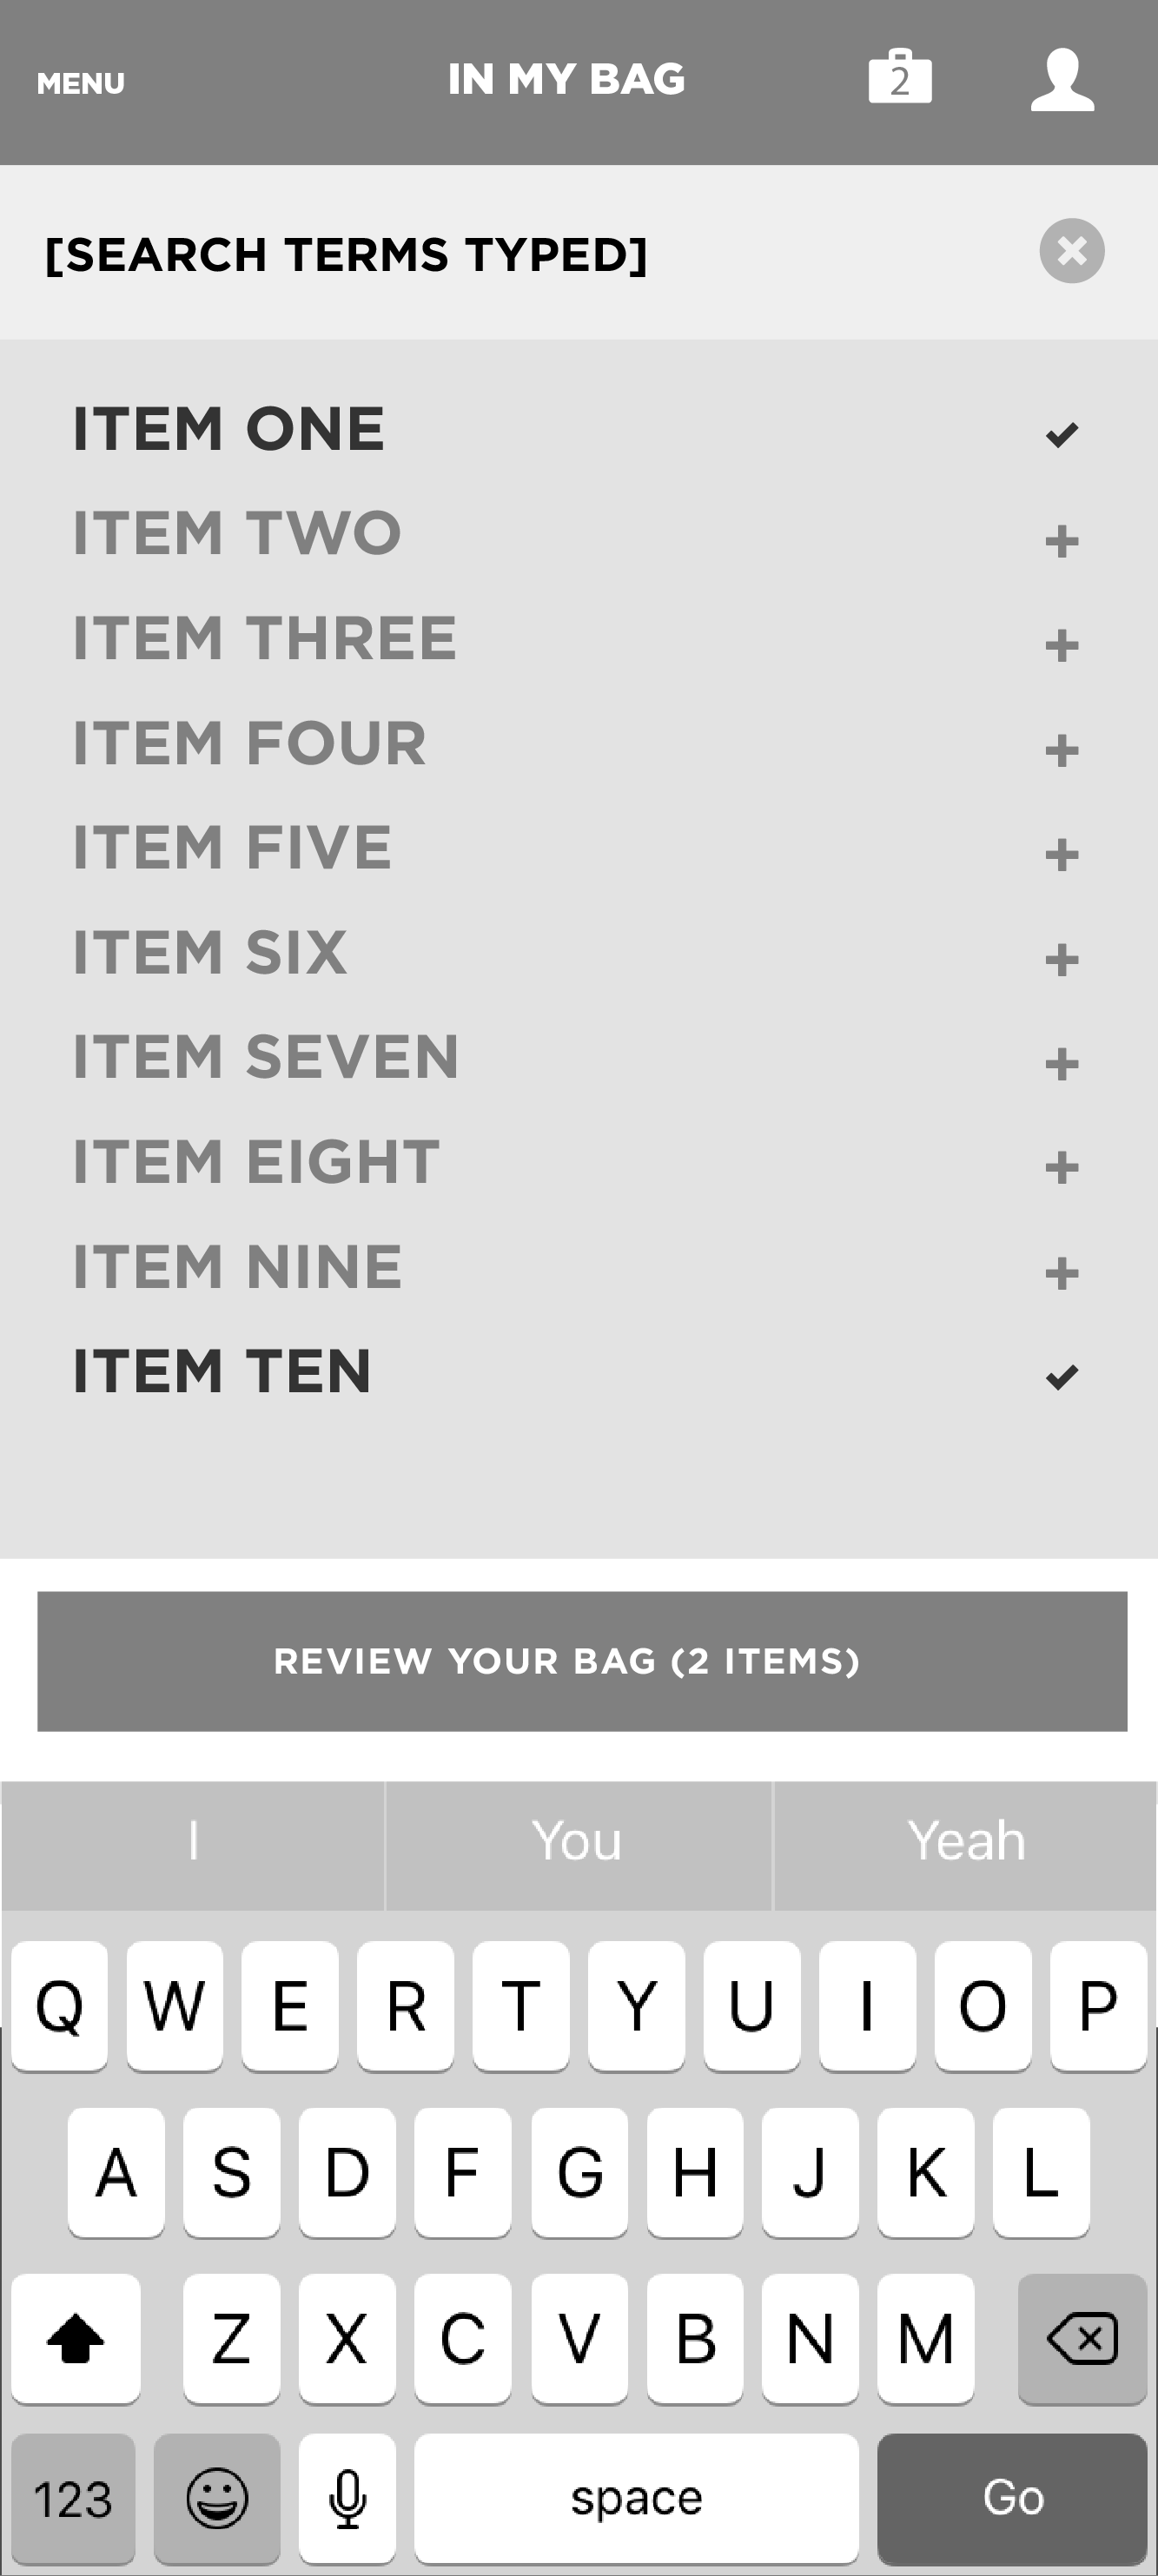 MENU IN MY BAG 2
[SEARCH TERMS TYPED]
ITEM ONE
ITEM TWO
ITEM THREE
ITEM FOUR
ITEM FIVE
ITEM SIX
ITEM SEVEN
ITEM EIGHT
ITEM NINE
ITEM TEN
REVIEW YOUR BAG (2 ITEMS)
I You Yeah
Q W E R T Y U I O P
A S D F G H J K L
Z X C V B N M
123 space Go